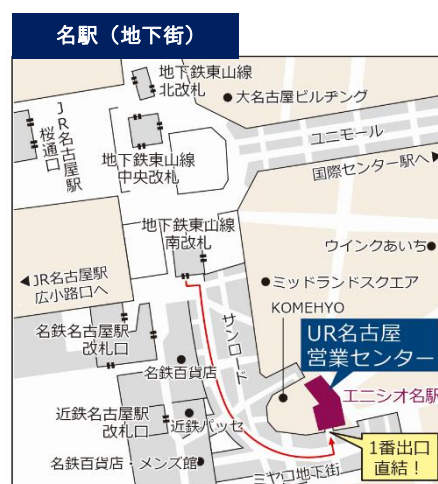 名駅（地下街）
地下鉄東山線
北改札
大名古屋ビルヂング
JR名古屋駅
桜通口
ユニモール
地下鉄東山線
中央改札
国際センター駅へ
地下鉄東山線
南改札
ウインクあいち
JR名古屋駅
広小路口へ
ミッドランドスクエア
サンロード
KOMEHYO
名鉄名古屋駅
改札口
UR名古屋
営業センター
名鉄百貨店
エニシオ名駅
近鉄名古屋駅
改札口
近鉄パッセ
1番出口
直結！
名鉄百貨店・メンズ館
ミヤコ地下街